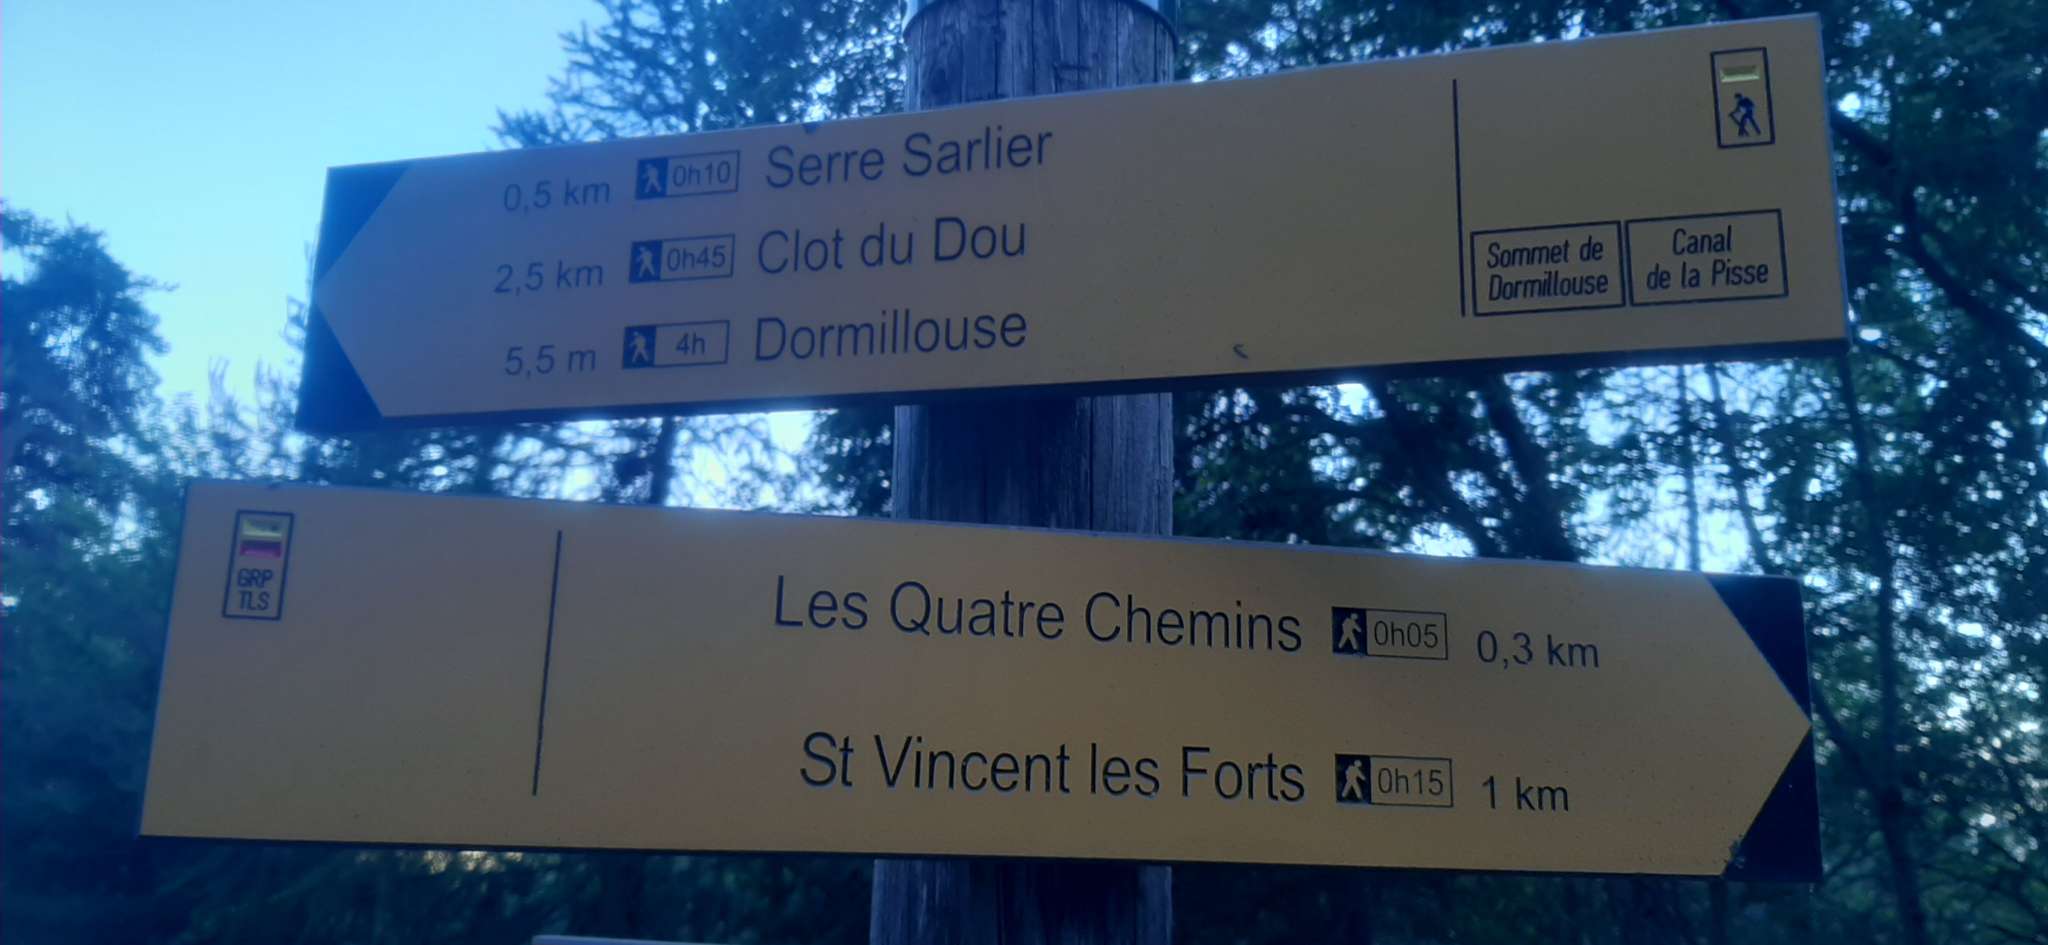 0,5 km 0h10 Serre Sarlier
2,5 km 0h45 Clot du Dou
5,5 m 4h Dormillouse
Sommet de
Dormillouse
Canal
de la Pisse
GRP
TLS
Les Quatre Chemins 0h05 0,3 km
St Vincent les Forts 0h15 1 km